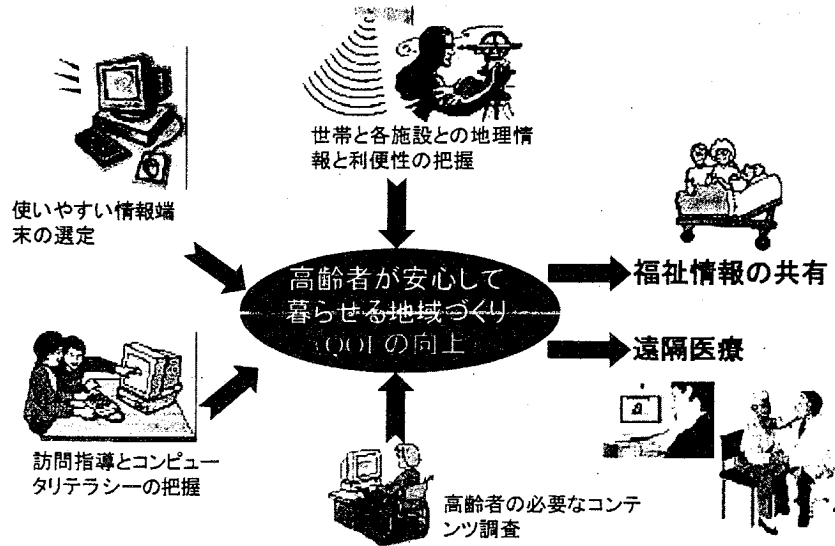 世帯と各施設との地理情
報と利便性の把握
使いやすい情報端
末の選定
高齢者が安心して
暮らせる地域づくり
の向上
福祉情報の共有
遠隔医療
訪問指導とコンピュー
タリテラシーの把握
高齢者の必要なコンテ
ンツ調査